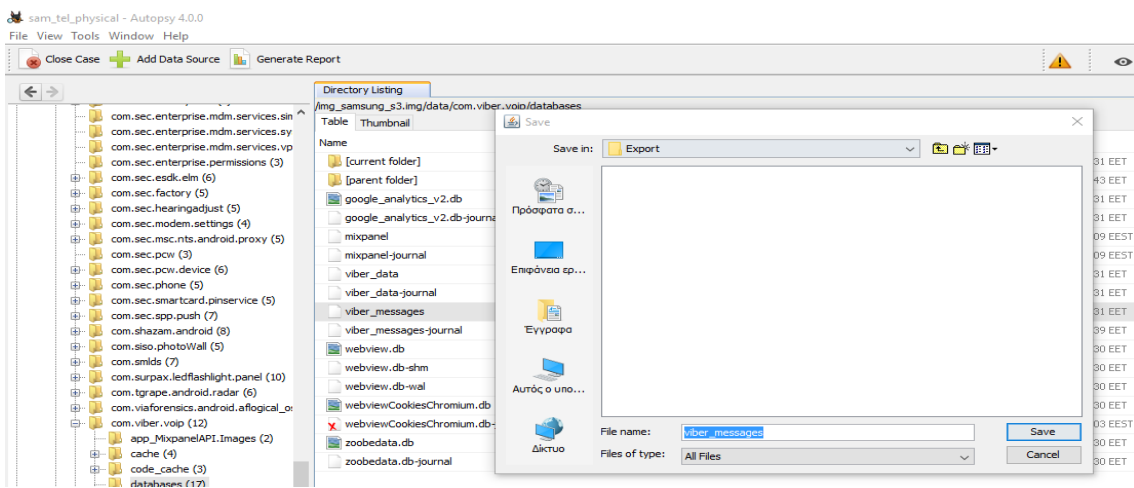 sam_tel_physical - Autopsy 4.0.0
File View Tools Window Help
Close Case Add Data Source Generate Report
Directory Listing
/img_samsung_s3.img/data/com.viber.voip/databases
Table Thumbnail
Name
[current folder]
[parent folder]
google_analytics_v2.db
google_analytics_v2.db-journa
mixpanel
mixpanel-journal
viber_data
viber_data-journal
viber_messages
viber_messages-journal
webview.db
webview.db-shm
webview.db-wal
webviewCookiesChromium.db
webviewCookiesChromium.db-
zoobedata.db
zoobedata.db-journal
com.sec.enterprise.mdm.services.sim
com.sec.enterprise.mdm.services.sy
com.sec.enterprise.mdm.services.vp
com.sec.enterprise.permissions (3)
com.sec.esdk.elm (6)
com.sec.factory (5)
com.sec.hearingadjust (5)
com.sec.modem.settings (4)
com.sec.msc.nts.android.proxy (5)
com.sec.pcw (3)
com.sec.pcw.device (6)
com.sec.phone (5)
com.sec.smartcard.pinservice (6)
com.sec.spp.push (7)
com.shazam.android (8)
com.siso.photoWall (5)
com.smlds (7)
com.surpax.ledflashlight.panel (10)
com.tgrape.android.radar (6)
com.viaforensics.android.aflogical_o
com.viber.voip (12)
app_MixpanelAPI.Images (2)
cache (4)
code_cache (3)
databases (17)
Save
Save in: Export
Πρόσφατα σ...
Επιφάνεια ερ...
Έγγραφα
Αυτός ο υπο...
Δίκτυο
File name: viber_messages Save
Files of type: All Files Cancel
31 EET
43 EET
31 EET
31 EET
09 EEST
09 EEST
31 EET
31 EET
31 EET
39 EET
30 EET
30 EET
30 EET
30 EET
03 EEST
30 EET
30 EET